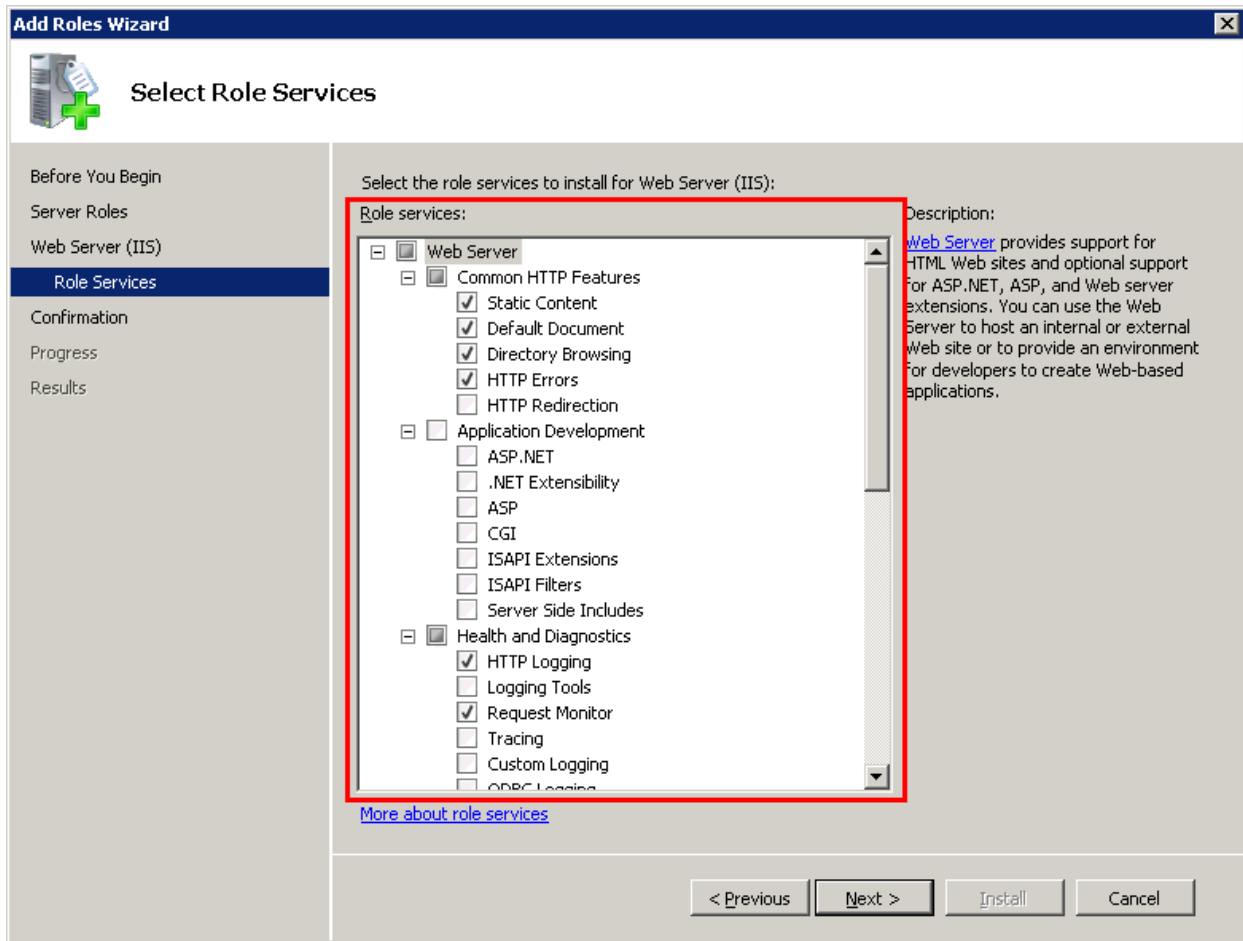 Add Roles Wizard
Select Role Services
Before You Begin
Server Roles
Web Server (IIS)
Role Services
Confirmation
Progress
Results
Select the role services to install for Web Server (IIS):
Role services:
Web Server
Common HTTP Features
Static Content
Default Document
Directory Browsing
HTTP Errors
HTTP Redirection
Application Development
ASP.NET
.NET Extensibility
ASP
CGI
ISAPI Extensions
ISAPI Filters
Server Side Includes
Health and Diagnostics
HTTP Logging
Logging Tools
Request Monitor
Tracing
Custom Logging
ODBC Logging
More about role services
Description:
Web Server provides support for
HTML Web sites and optional support
for ASP.NET, ASP, and Web server
extensions. You can use the Web
Server to host an internal or external
Web site or to provide an environment
for developers to create Web-based
applications.
< Previous
Next >
Install
Cancel